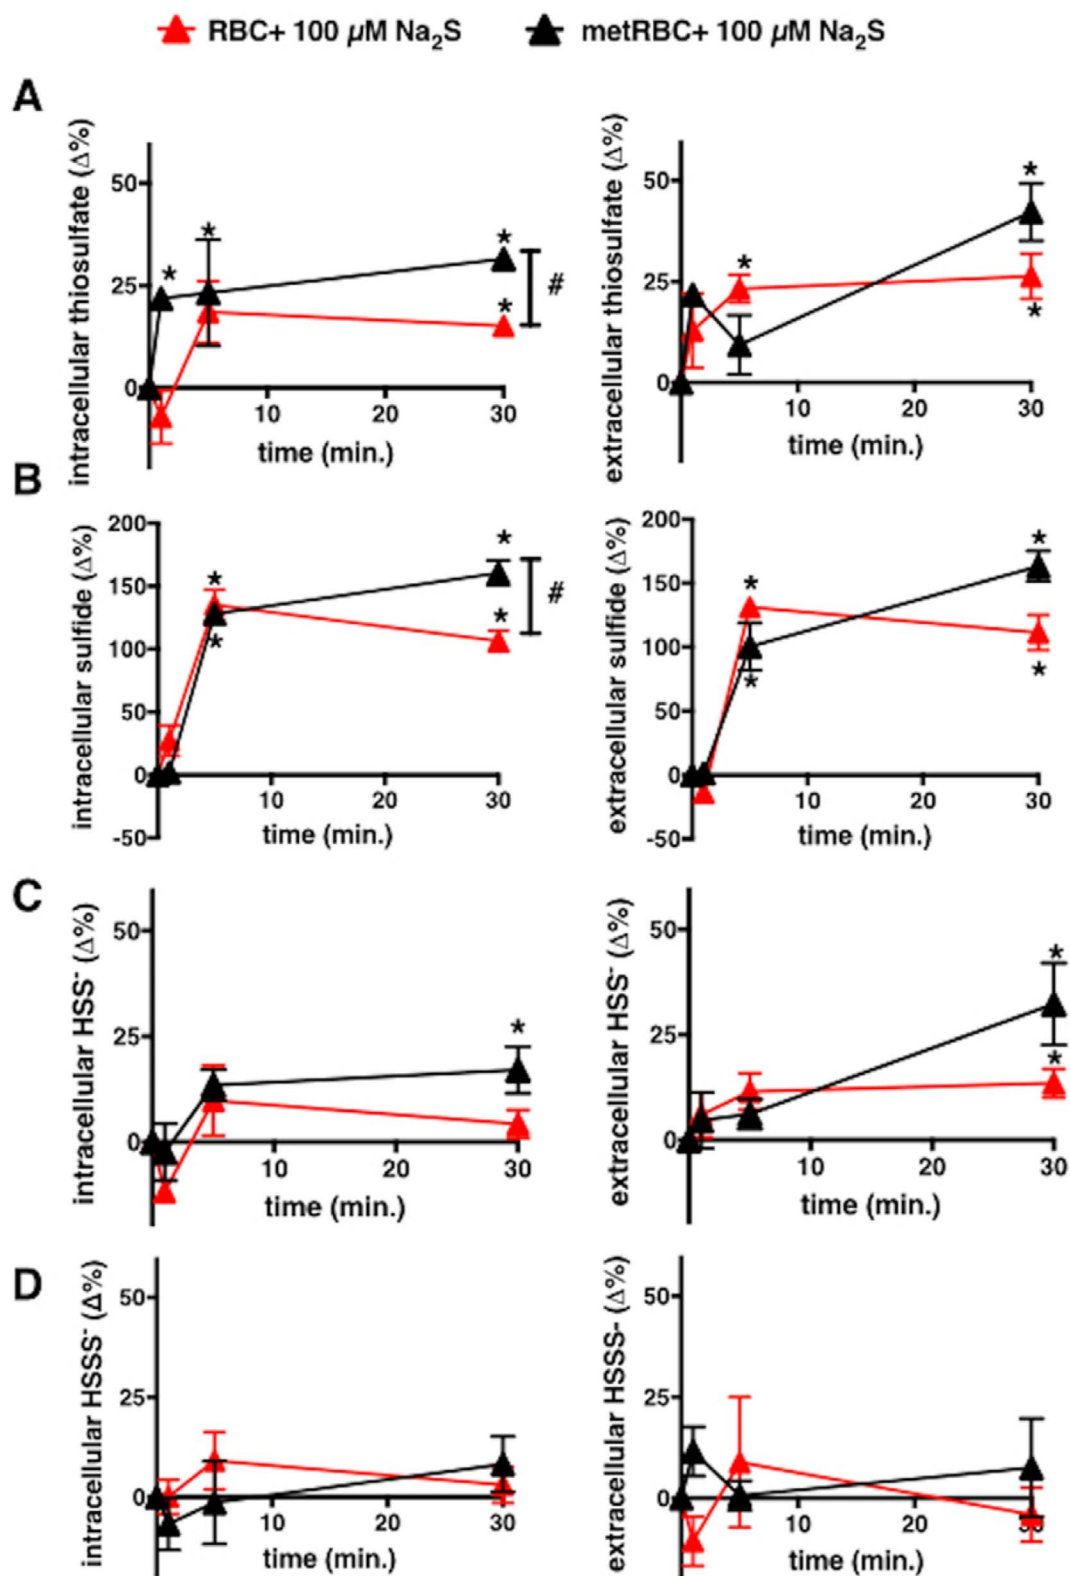 RBC+ 100 µM Na₂S metRBC+ 100 µM Na₂S
A
intracellular thiosulfate (Δ%)
50
25
0
10 20 30
time (min.)
* * * * #
extracellular thiosulfate (Δ%)
50
25
0
10 20 30
time (min.)
* * *
B
intracellular sulfide (Δ%)
200
150
100
50
0
-50
10 20 30
time (min.)
* * * * #
extracellular sulfide (Δ%)
200
150
100
50
0
-50
10 20 30
time (min.)
* * * *
C
intracellular HSS⁻ (Δ%)
50
25
0
10 20 30
time (min.)
*
extracellular HSS⁻ (Δ%)
50
25
0
10 20 30
time (min.)
* *
D
intracellular HSSS⁻ (Δ%)
50
25
0
10 20 30
time (min.)
extracellular HSSS- (Δ%)
50
25
0
10 20 30
time (min.)